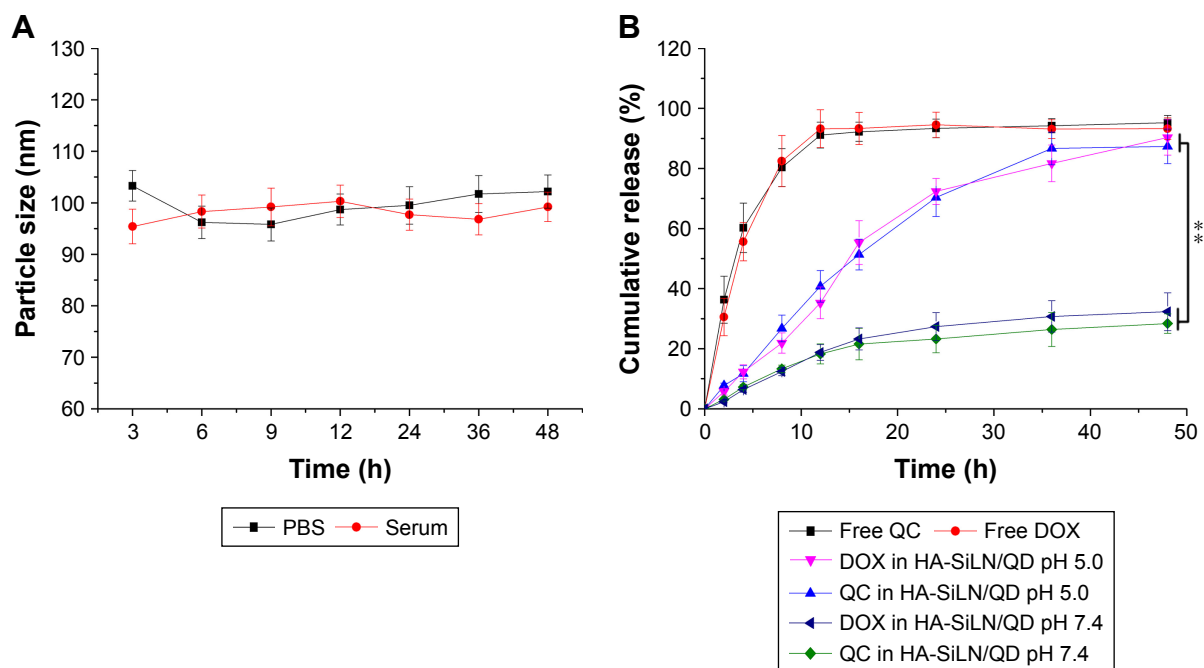 A
130
120
110
100
90
80
70
60
Particle size (nm)
3 6 9 12 24 36 48
Time (h)
PBS Serum
B
120
100
80
60
40
20
0
Cumulative release (%)
0 10 20 30 40 50
Time (h)
**
Free QC Free DOX
DOX in HA-SiLN/QD pH 5.0
QC in HA-SiLN/QD pH 5.0
DOX in HA-SiLN/QD pH 7.4
QC in HA-SiLN/QD pH 7.4